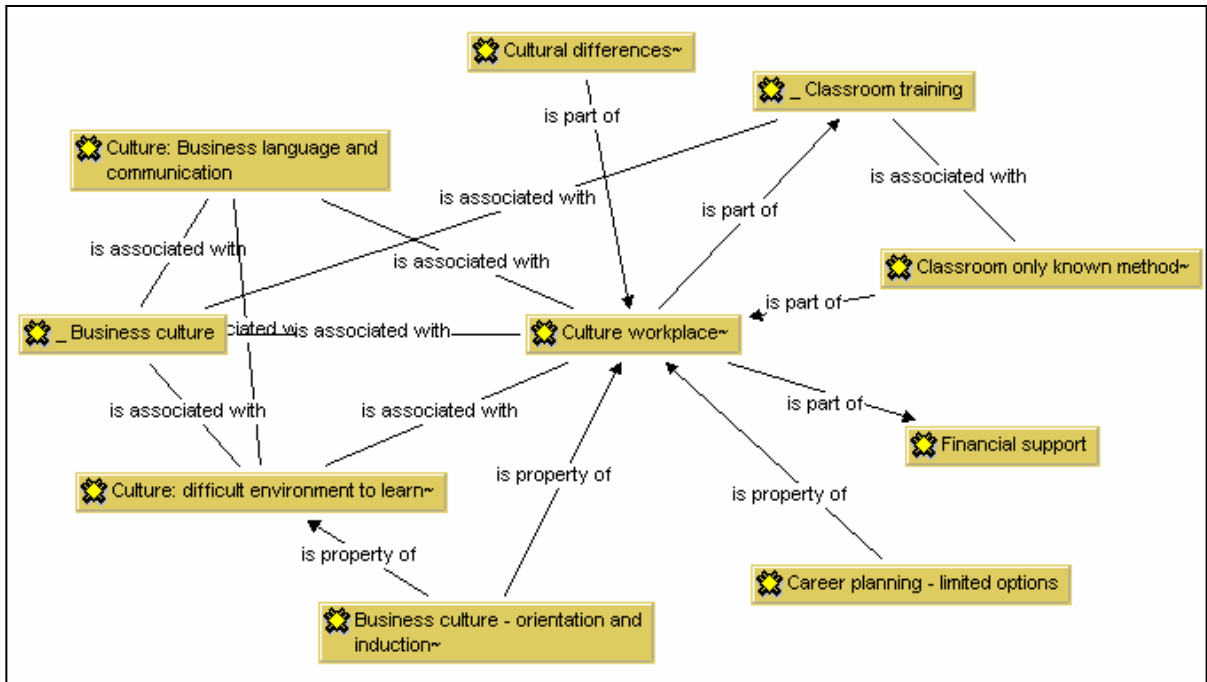 Cultural differences~
_ Classroom training
is part of
Culture: Business language and
communication
is associated with
is associated with
is part of
is associated with
is associated with
Classroom only known method~
is part of
_ Business culture
is associated with
Culture workplace~
is associated with
is associated with
is part of
Financial support
is property of
Culture: difficult environment to learn~
is property of
is property of
Career planning - limited options
Business culture - orientation and
induction~